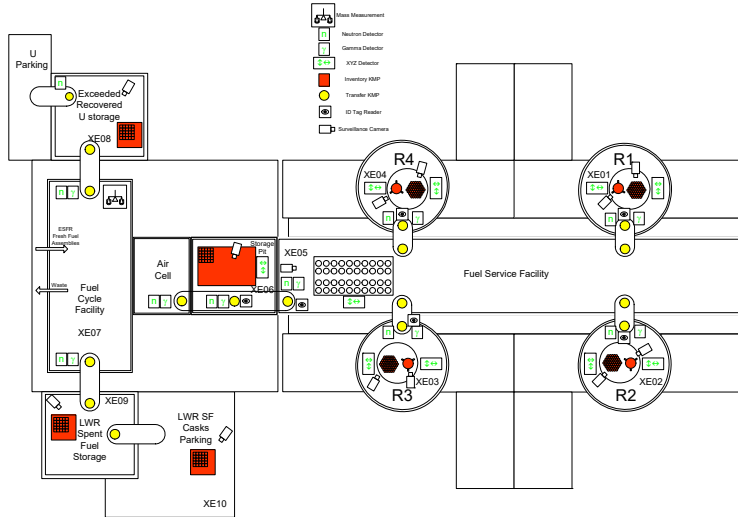 Mass Measurement
n
Neutron Detector
γ
Gamma Detector
XYZ Detector
Inventory KMP
Transfer KMP
ID Tag Reader
Surveillance Camera
U
Parking
n
Exceeded
Recovered
U storage
XE08
n γ
ESFR
Fresh Fuel
Assemblies
Waste
Fuel
Cycle
Facility
XE07
n γ
Air
Cell
n γ
Storage
Pit
XE06
n γ
XE05
n γ
Fuel Service Facility
R4
XE04
n γ
R1
XE01
n γ
n γ
XE03
R3
n γ
XE02
R2
XE09
LWR
Spent
Fuel
Storage
LWR SF
Casks
Parking
XE10